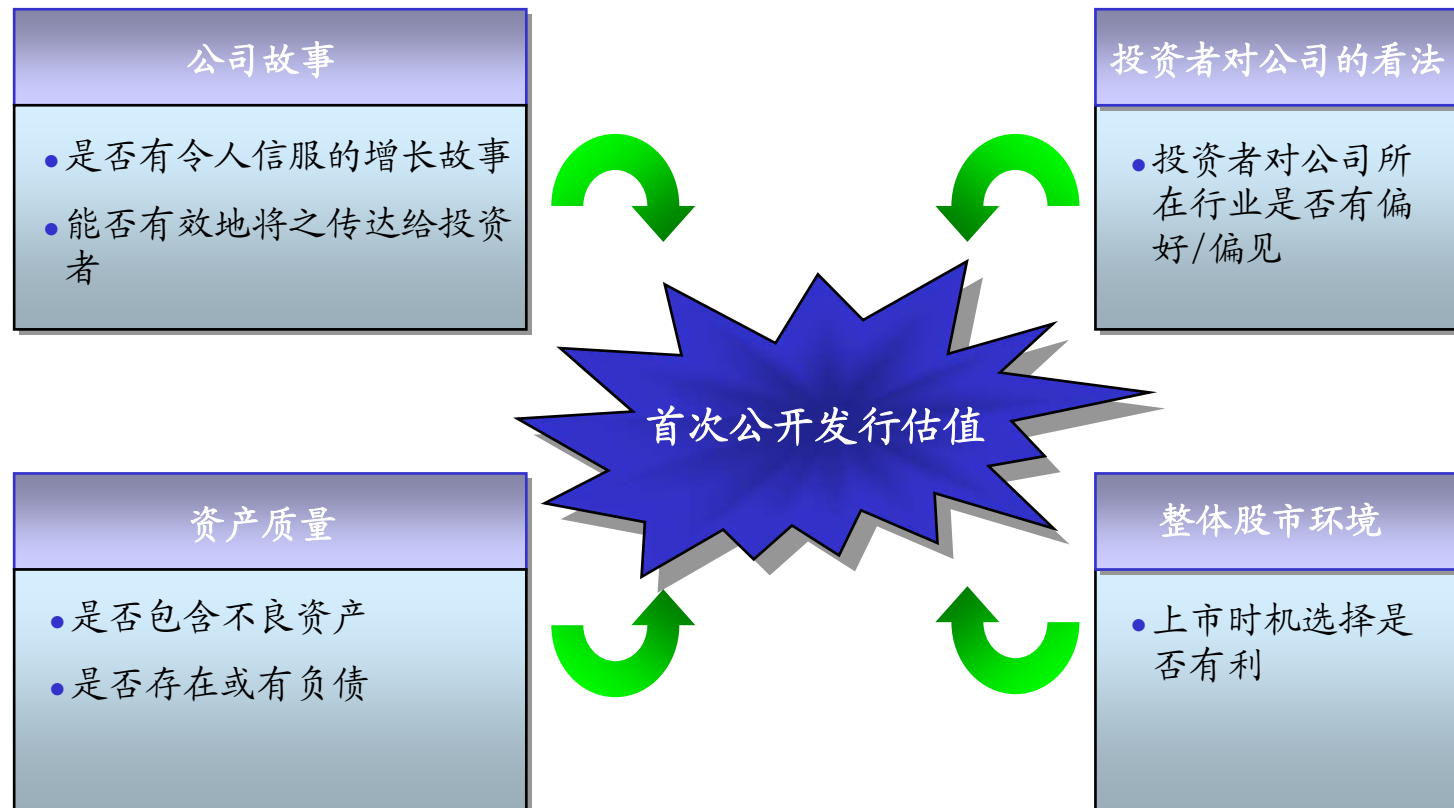 公司故事
• 是否有令人信服的增长故事
• 能否有效地将之传达给投资
者
投资者对公司的看法
• 投资者对公司所
在行业是否有偏
好/偏见
首次公开发行估值
资产质量
• 是否包含不良资产
• 是否存在或有负债
整体股市环境
• 上市时机选择是
否有利